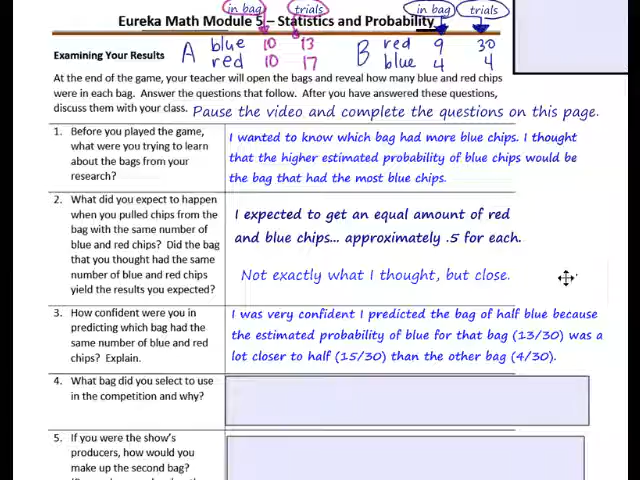 in bag trials in bag trials
Eureka Math Module 5 – Statistics and Probability
A blue 10 13 B red 9 30
red 10 17 blue 4 4
Examining Your Results
At the end of the game, your teacher will open the bags and reveal how many blue and red chips
were in each bag. Answer the questions that follow. After you have answered these questions,
discuss them with your class. Pause the video and complete the questions on this page.
1. Before you played the game,
what were you trying to learn
about the bags from your
research?
I wanted to know which bag had more blue chips. I thought
that the higher estimated probability of blue chips would be
the bag that had the most blue chips.
2. What did you expect to happen
when you pulled chips from the
bag with the same number of
blue and red chips? Did the bag
that you thought had the same
number of blue and red chips
yield the results you expected?
I expected to get an equal amount of red
and blue chips... approximately .5 for each.
Not exactly what I thought, but close.
3. How confident were you in
predicting which bag had the
same number of blue and red
chips? Explain.
I was very confident I predicted the bag of half blue because
the estimated probability of blue for that bag (13/30) was a
lot closer to half (15/30) than the other bag (4/30).
4. What bag did you select to use
in the competition and why?
5. If you were the show's
producers, how would you
make up the second bag?